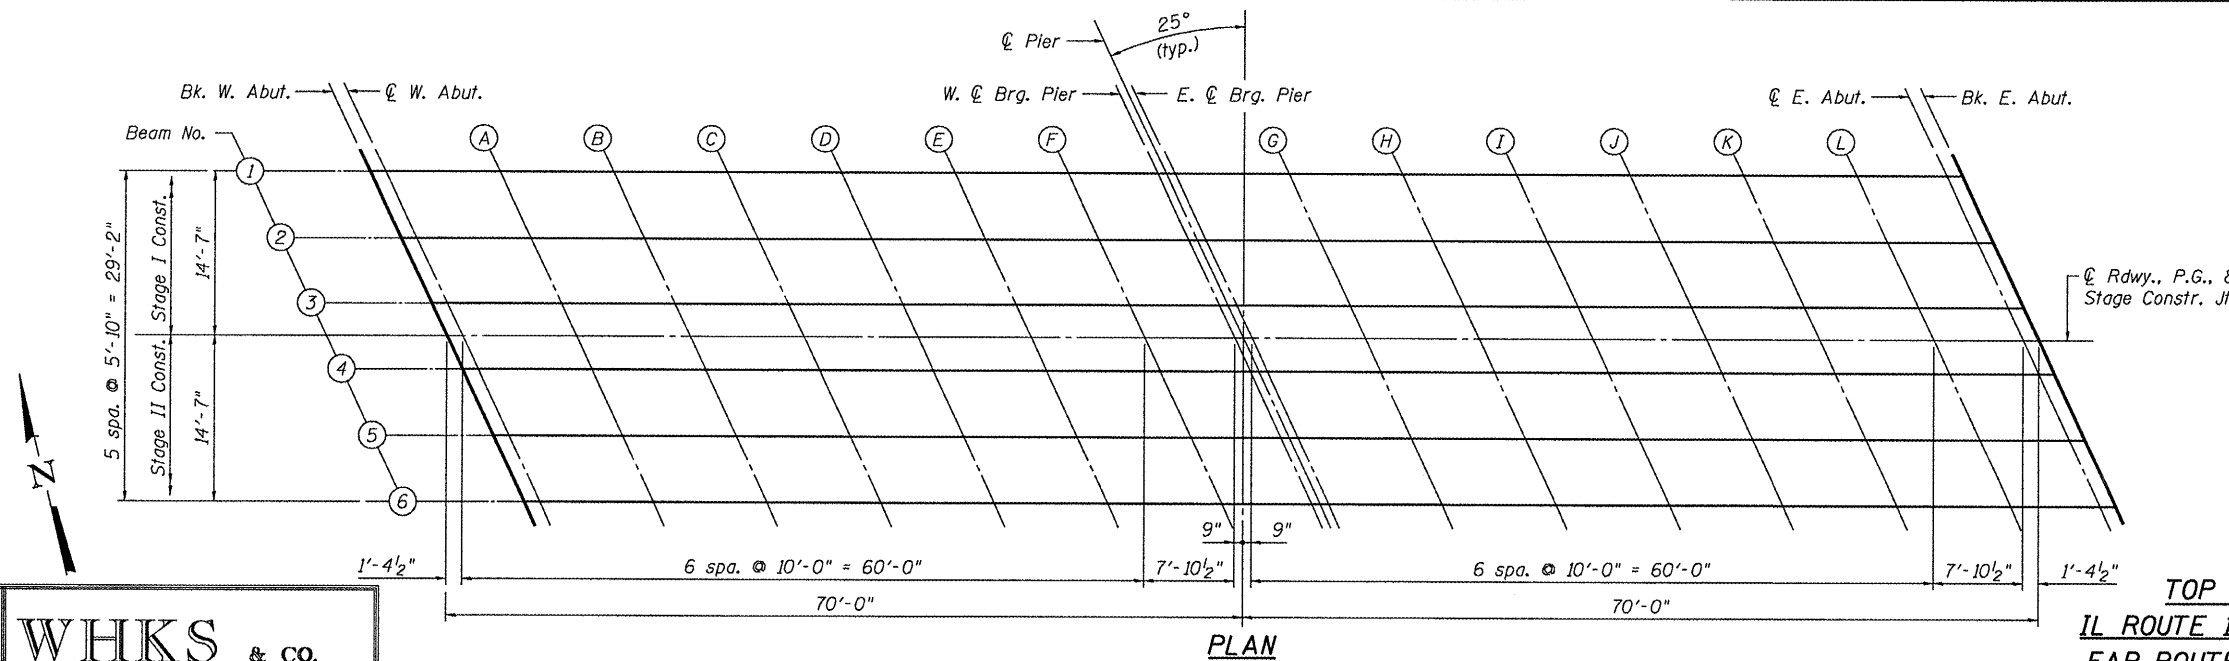 25°
(typ.)
℄ Pier
Bk. W. Abut.
℄ W. Abut.
W. ℄ Brg. Pier
E. ℄ Brg. Pier
℄ E. Abut.
Bk. E. Abut.
Beam No.
A
B
C
D
E
F
G
H
I
J
K
L
1
2
3
4
5
6
5 spa. @ 5'-10" = 29'-2"
Stage I Const.
Stage II Const.
14'-7"
14'-7"
℄ Rdwy., P.G., &
Stage Constr. Jt
N
9"
9"
1'-4½"
6 spa. @ 10'-0" = 60'-0"
7'-10½"
6 spa. @ 10'-0" = 60'-0"
7'-10½"
1'-4½"
70'-0"
70'-0"
PLAN
WHKS & CO.
TOP
IL ROUTE